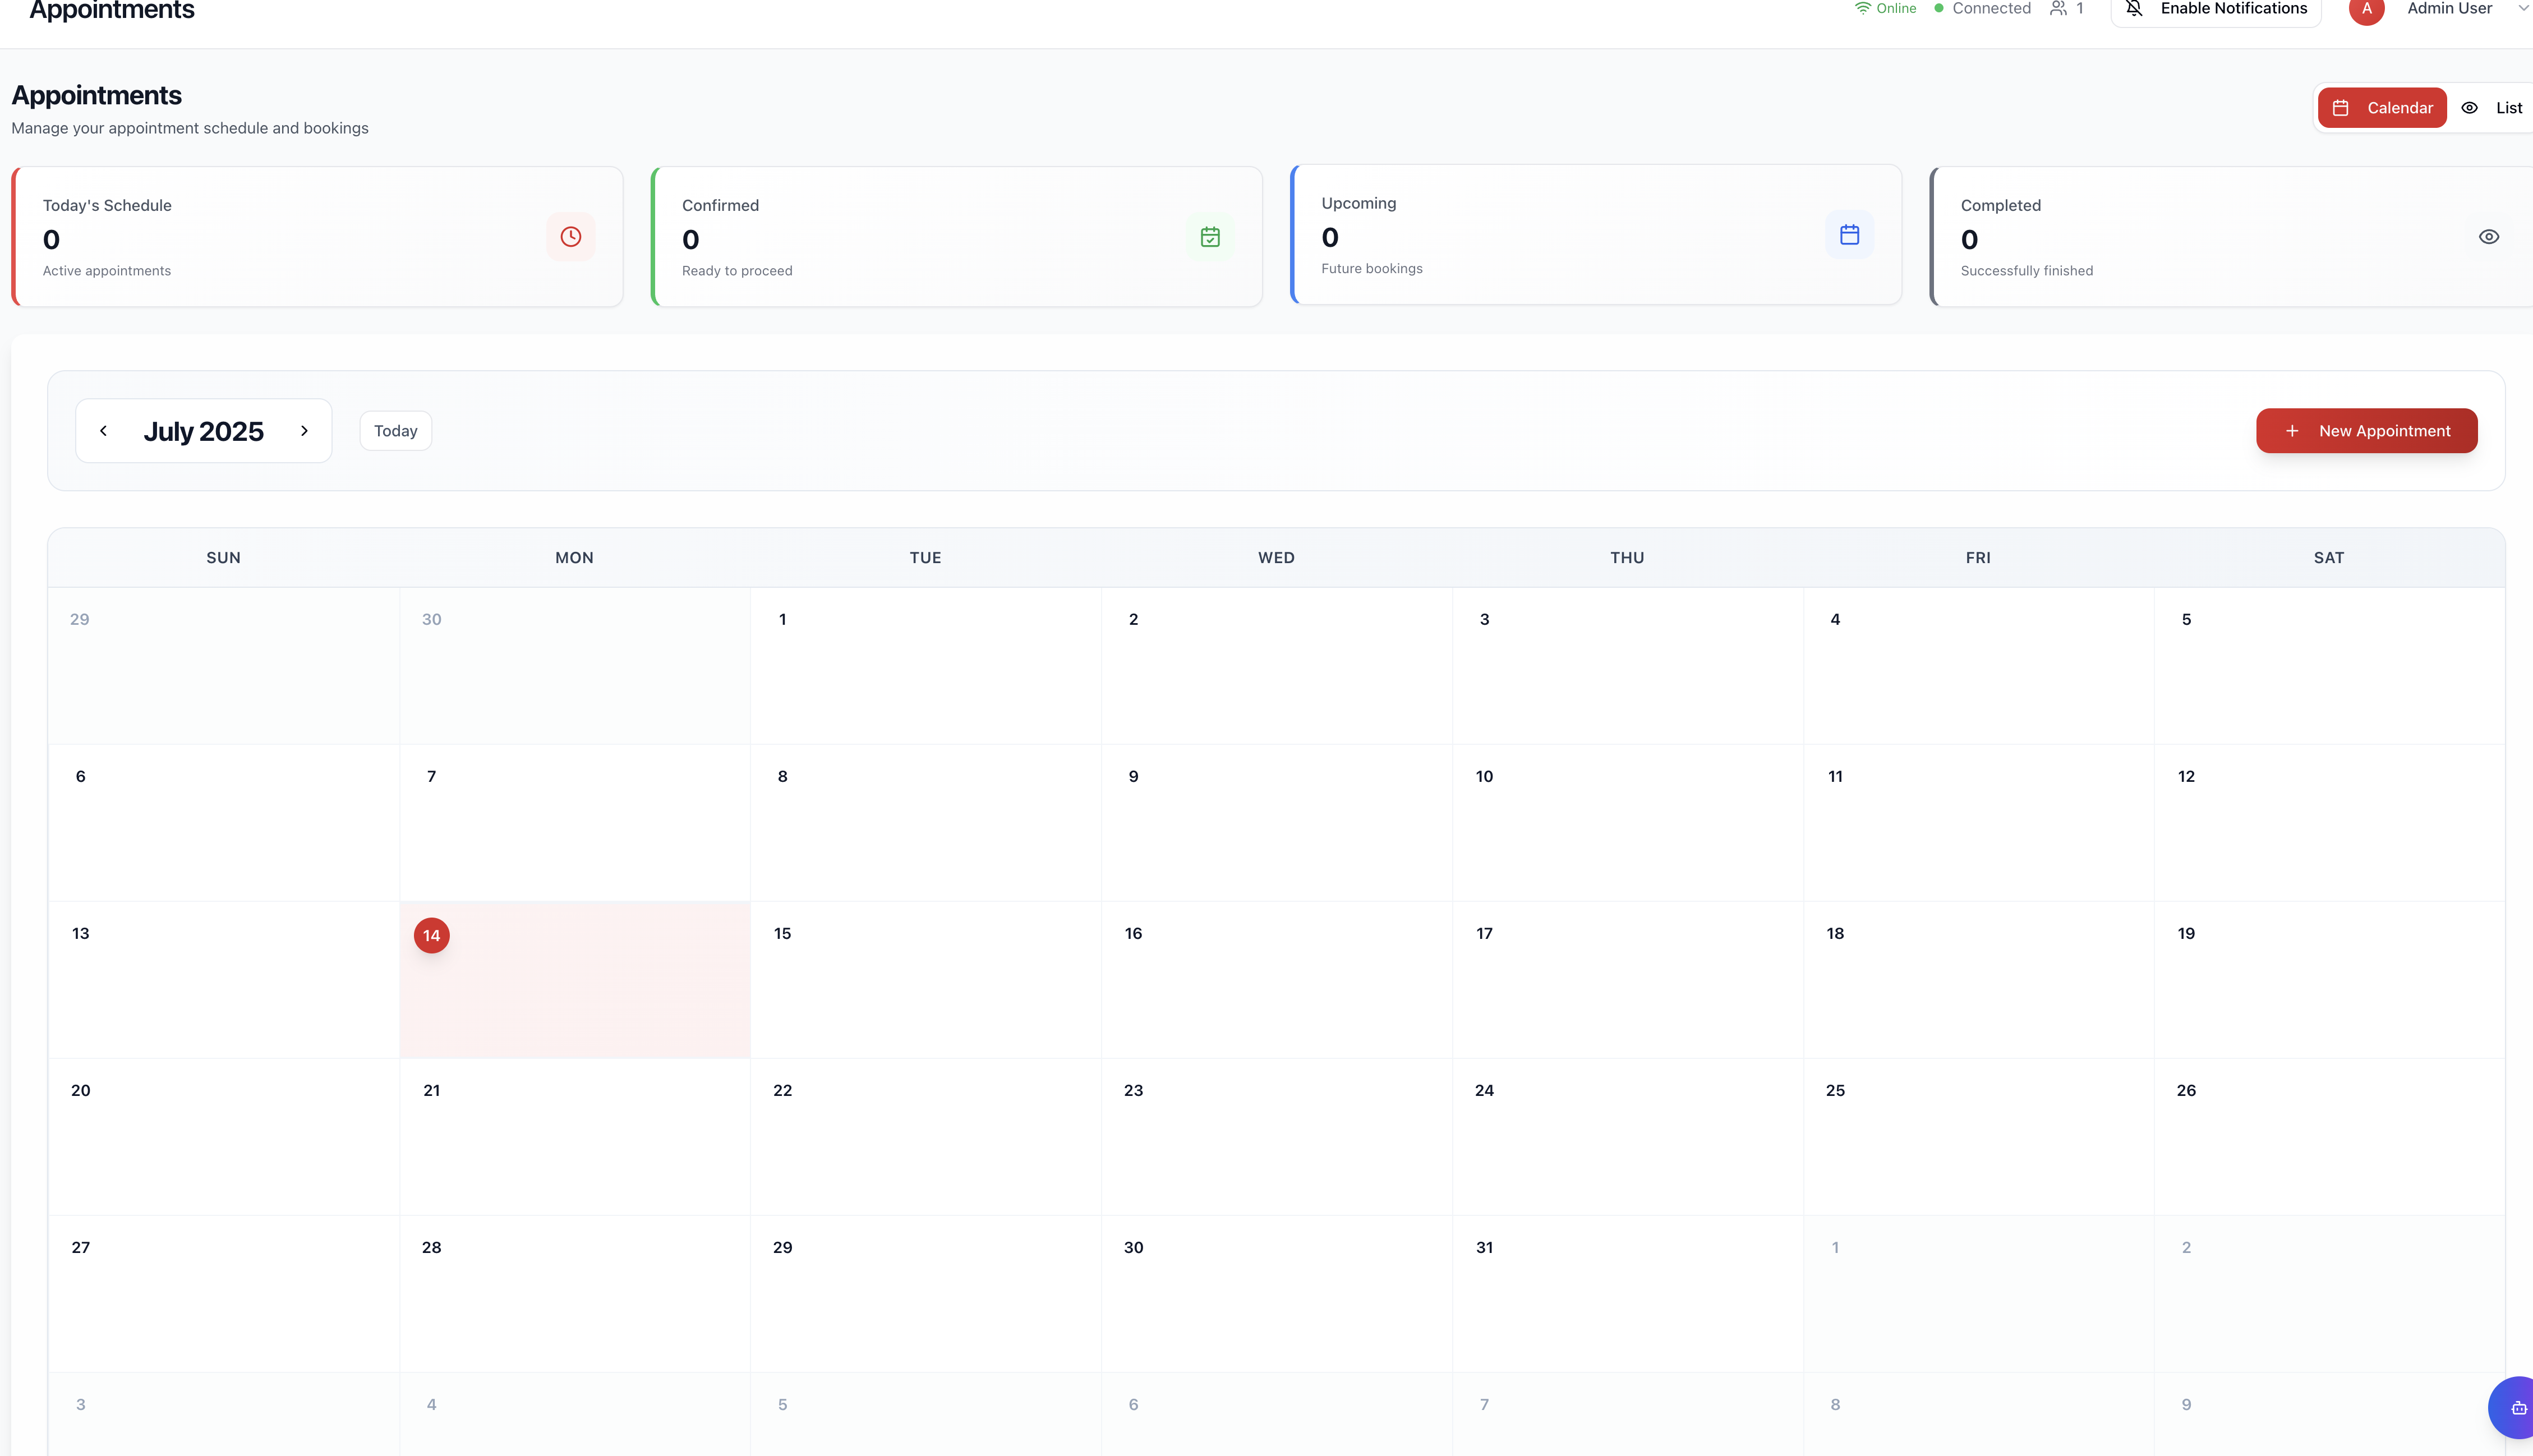 Appointments
Online Connected 1 Enable Notifications A Admin User
Appointments
Manage your appointment schedule and bookings
Calendar List
Today's Schedule
0
Active appointments
Confirmed
0
Ready to proceed
Upcoming
0
Future bookings
Completed
0
Successfully finished
July 2025 Today New Appointment
SUN MON TUE WED THU FRI SAT
29 30 1 2 3 4 5
6 7 8 9 10 11 12
13 14 15 16 17 18 19
20 21 22 23 24 25 26
27 28 29 30 31 1 2
3 4 5 6 7 8 9